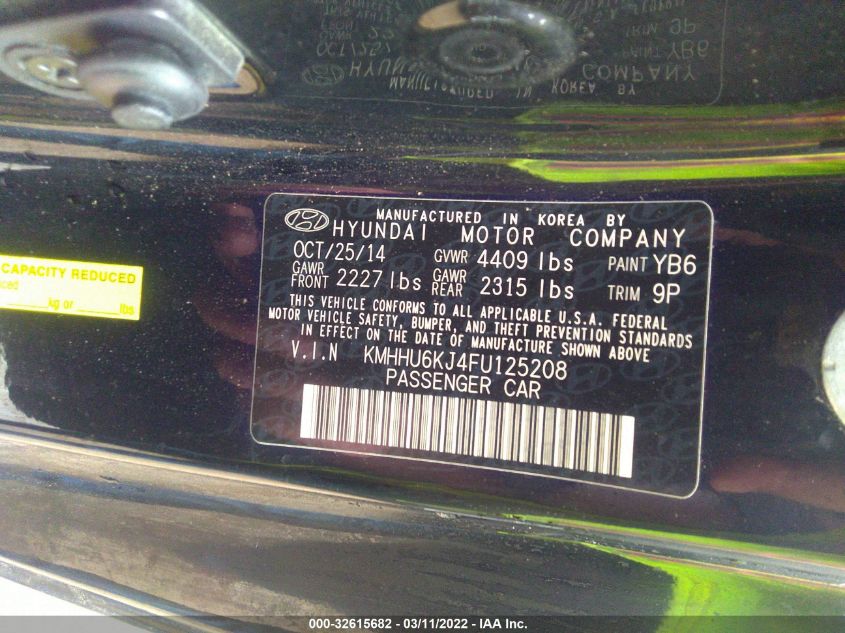 MANUFACTURED IN KOREA BY
HYUNDAI MOTOR COMPANY
OCT/25/14 GVWR 4409 lbs PAINT YB6
GAWR FRONT 2227 lbs GAWR REAR 2315 lbs TRIM 9P
THIS VEHICLE CONFORMS TO ALL APPLICABLE U.S.A. FEDERAL
MOTOR VEHICLE SAFETY, BUMPER, AND THEFT PREVENTION STANDARDS
IN EFFECT ON THE DATE OF MANUFACTURE SHOWN ABOVE
V.I.N KMHHU6KJ4FU125208
PASSENGER CAR
CAPACITY REDUCED
kg or lbs
000-32615682 / 03/11/2022 - IAAI.com